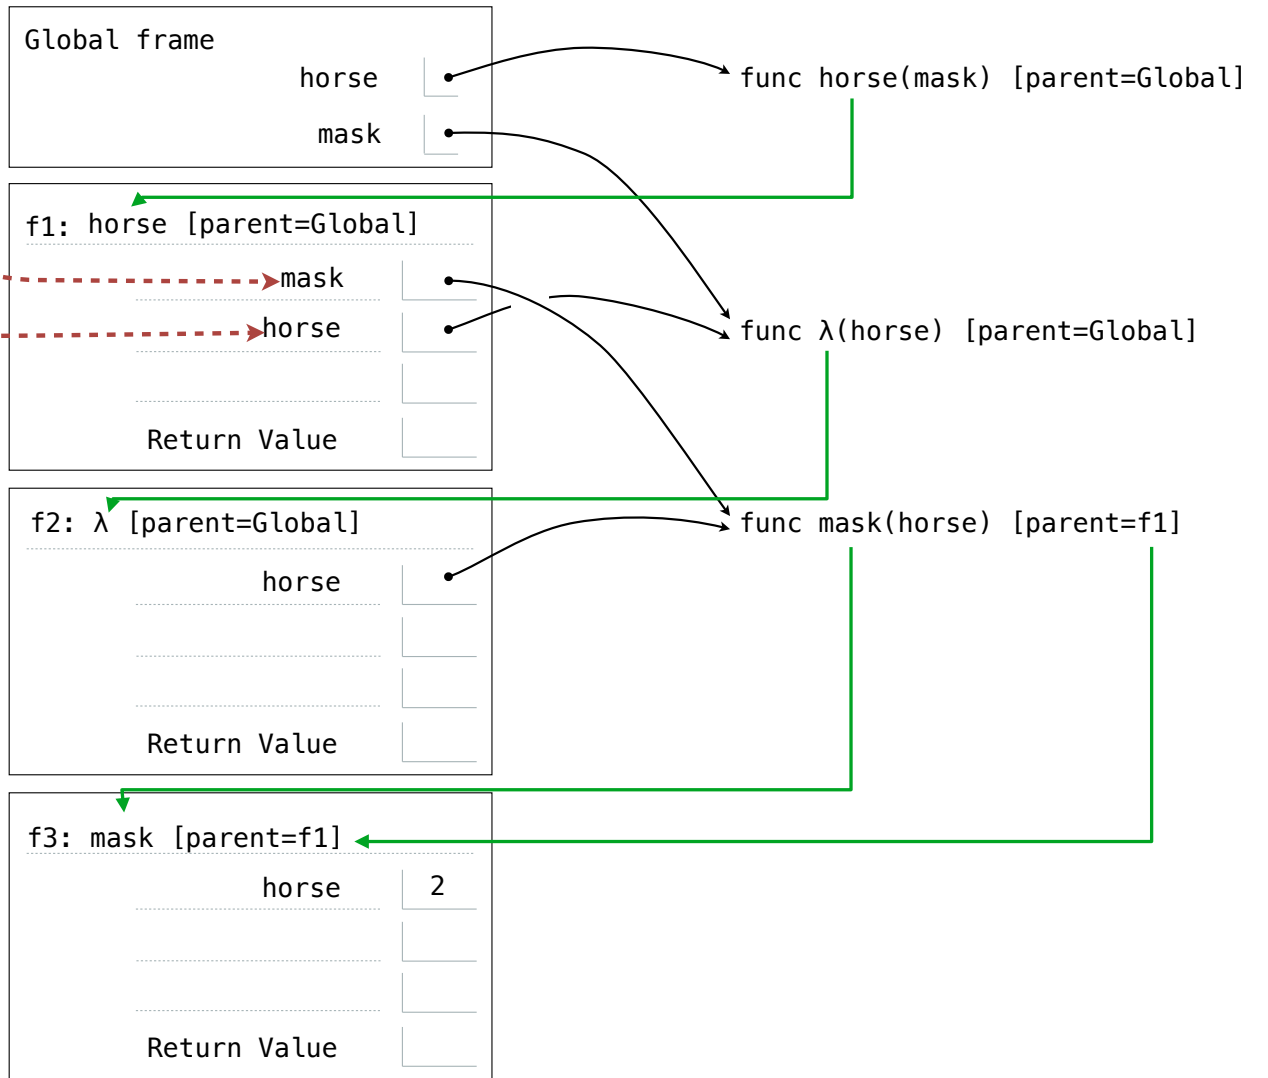 Global frame
horse
func horse(mask) [parent=Global]
mask
f1: horse [parent=Global]
mask
horse
func λ(horse) [parent=Global]
Return Value
f2: λ [parent=Global]
func mask(horse) [parent=f1]
horse
Return Value
f3: mask [parent=f1]
horse 2
Return Value